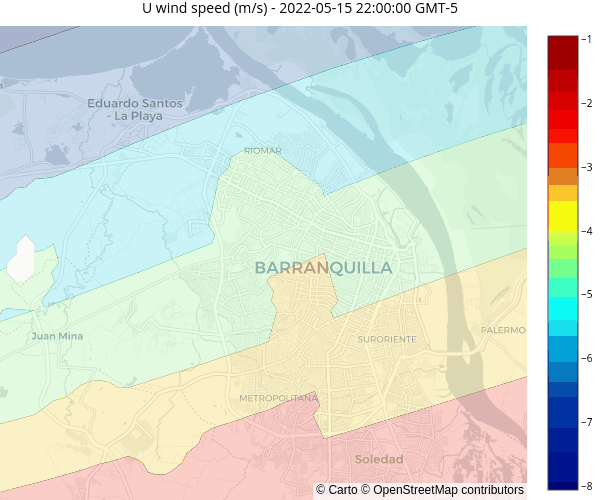 U wind speed (m/s) - 2022-05-15 22:00:00 GMT-5
−1
Eduardo Santos
- La Playa
−2
RIOMAR
−3
−4
BARRANQUILLA
−5
Juan Mina
SURORIENTE
PALERMO
−6
METROPOLITANA
−7
Soledad
−8
© Carto © OpenStreetMap contributors